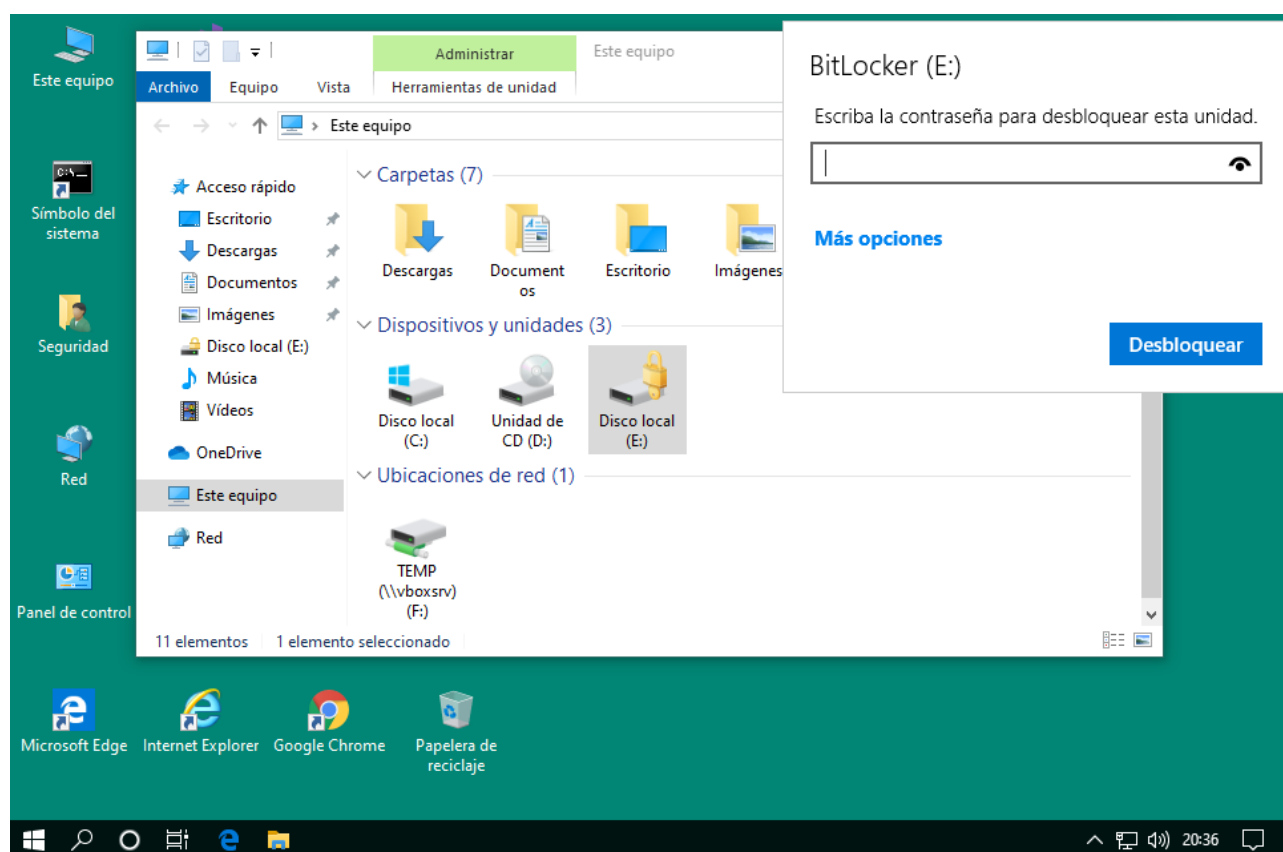 Este equipo
Símbolo del
sistema
Seguridad
Red
Panel de control
Microsoft Edge
Internet Explorer
Google Chrome
Papelera de
reciclaje
Administrar
Este equipo
Archivo
Equipo
Vista
Herramientas de unidad
Este equipo
Acceso rápido
Escritorio
Descargas
Documentos
Imágenes
Disco local (E:)
Música
Vídeos
OneDrive
Este equipo
Red
Carpetas (7)
Descargas
Document
os
Escritorio
Imágenes
Dispositivos y unidades (3)
Disco local
(C:)
Unidad de
CD (D:)
Disco local
(E:)
Ubicaciones de red (1)
TEMP
(\\vboxsrv)
(F:)
11 elementos
1 elemento seleccionado
BitLocker (E:)
Escriba la contraseña para desbloquear esta unidad.
Más opciones
Desbloquear
20:36